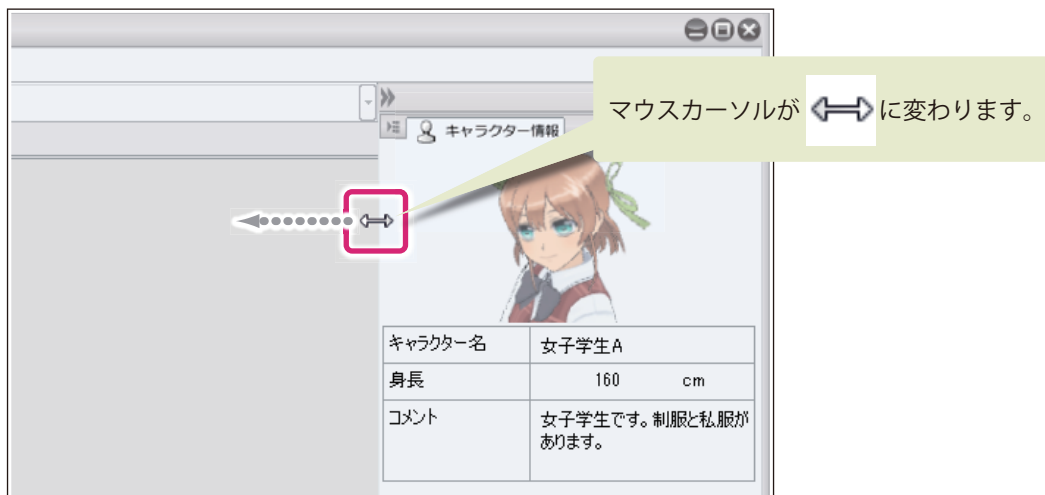 マウスカーソルが に変わります。
キャラクター情報
キャラクター名 女子学生A
身長 160 cm
コメント 女子学生です。制服と私服が
あります。